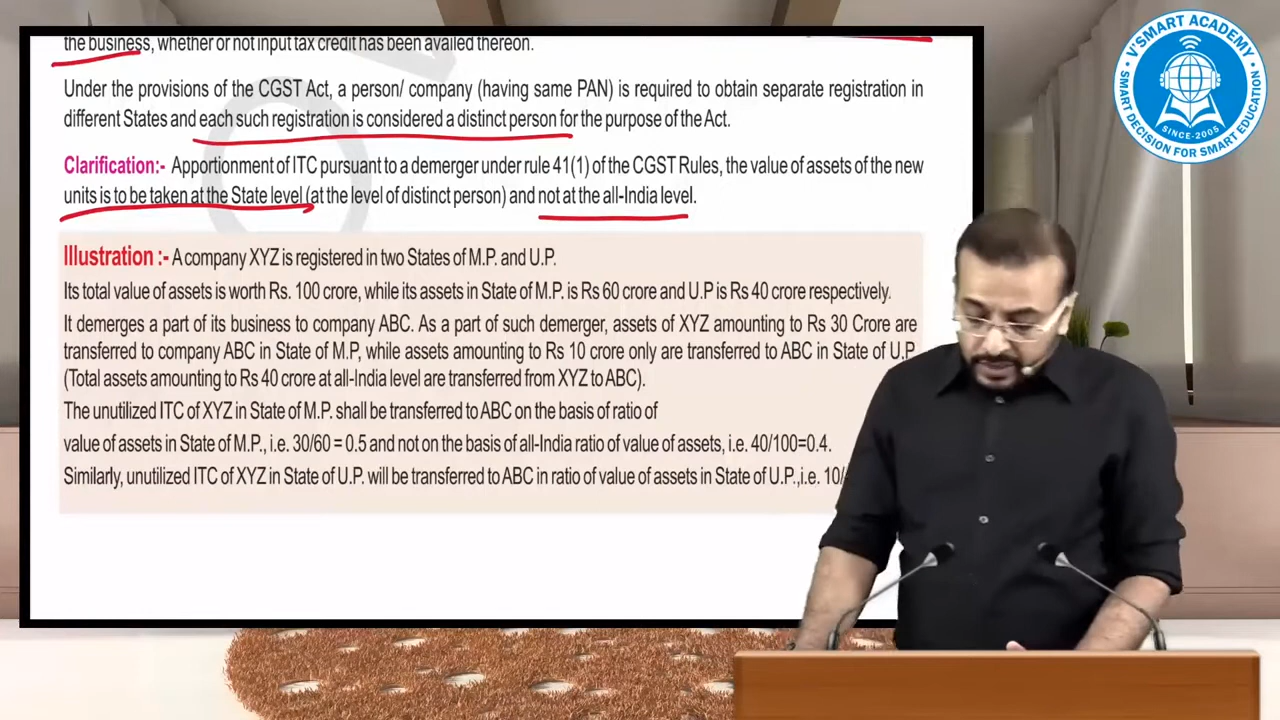 the business, whether or not input tax credit has been availed thereon.
Under the provisions of the CGST Act, a person/ company (having same PAN) is required to obtain separate registration in
different States and each such registration is considered a distinct person for the purpose of the Act.
Clarification:- Apportionment of ITC pursuant to a demerger under rule 41(1) of the CGST Rules, the value of assets of the new
units is to be taken at the State level (at the level of distinct person) and not at the all-India level.
Illustration :- A company XYZ is registered in two States of M.P. and U.P.
Its total value of assets is worth Rs. 100 crore, while its assets in State of M.P. is Rs 60 crore and U.P is Rs 40 crore respectively.
It demerges a part of its business to company ABC. As a part of such demerger, assets of XYZ amounting to Rs 30 Crore are
transferred to company ABC in State of M.P, while assets amounting to Rs 10 crore only are transferred to ABC in State of U.P
(Total assets amounting to Rs 40 crore at all-India level are transferred from XYZ to ABC).
The unutilized ITC of XYZ in State of M.P. shall be transferred to ABC on the basis of ratio of
value of assets in State of M.P., i.e. 30/60 = 0.5 and not on the basis of all-India ratio of value of assets, i.e. 40/100=0.4.
Similarly, unutilized ITC of XYZ in State of U.P. will be transferred to ABC in ratio of value of assets in State of U.P.,i.e. 10/
V'SMART ACADEMY
SINCE-2005
SMART DECISION FOR SMART EDUCATION